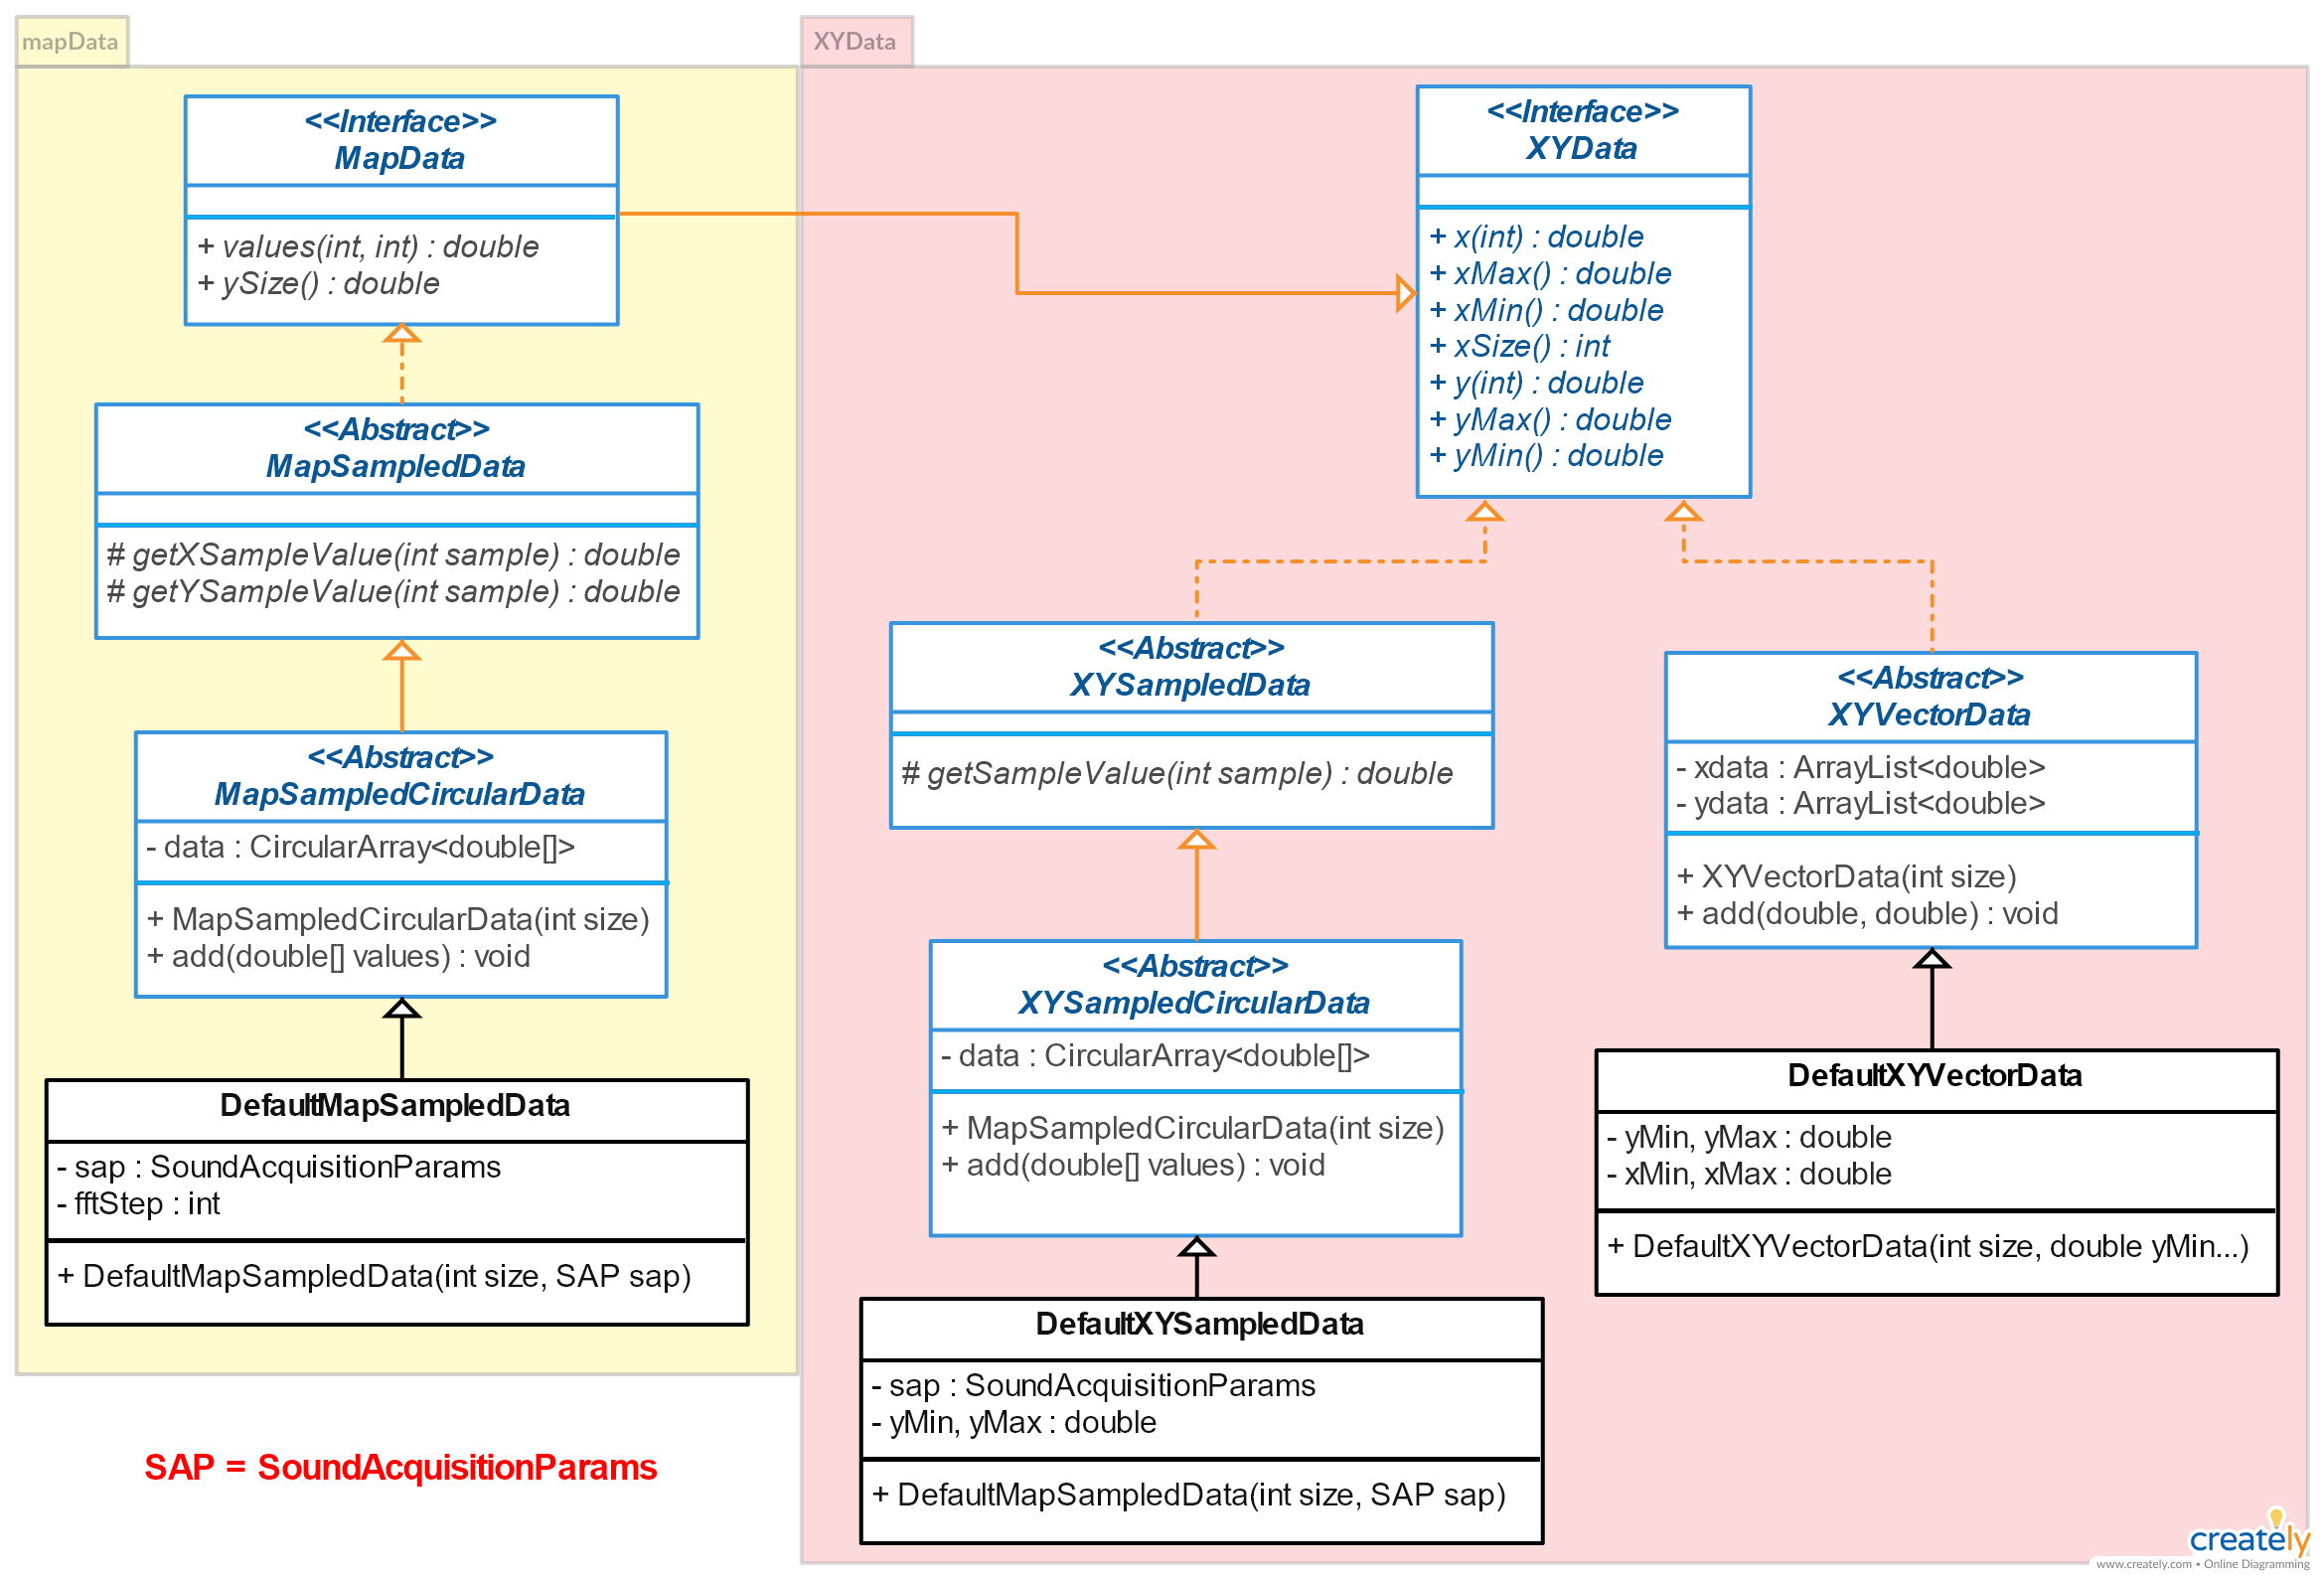 mapData
<<Interface>>
MapData
+ values(int, int) : double
+ ySize() : double
<<Abstract>>
MapSampledData
# getXSampleValue(int sample) : double
# getYSampleValue(int sample) : double
<<Abstract>>
MapSampledCircularData
- data : CircularArray<double[]>
+ MapSampledCircularData(int size)
+ add(double[] values) : void
DefaultMapSampledData
- sap : SoundAcquisitionParams
- fftStep : int
+ DefaultMapSampledData(int size, SAP sap)
SAP = SoundAcquisitionParams
XYData
<<Interface>>
XYData
+ x(int) : double
+ xMax() : double
+ xMin() : double
+ xSize() : int
+ y(int) : double
+ yMax() : double
+ yMin() : double
<<Abstract>>
XYSampledData
# getSampleValue(int sample) : double
<<Abstract>>
XYSampledCircularData
- data : CircularArray<double[]>
+ MapSampledCircularData(int size)
+ add(double[] values) : void
DefaultXYSampledData
- sap : SoundAcquisitionParams
- yMin, yMax : double
+ DefaultMapSampledData(int size, SAP sap)
<<Abstract>>
XYVectorData
- xdata : ArrayList<double>
- ydata : ArrayList<double>
+ XYVectorData(int size)
+ add(double, double) : void
DefaultXYVectorData
- yMin, yMax : double
- xMin, xMax : double
+ DefaultXYVectorData(int size, double yMin...)
creately
www.creately.com • Online Diagramming